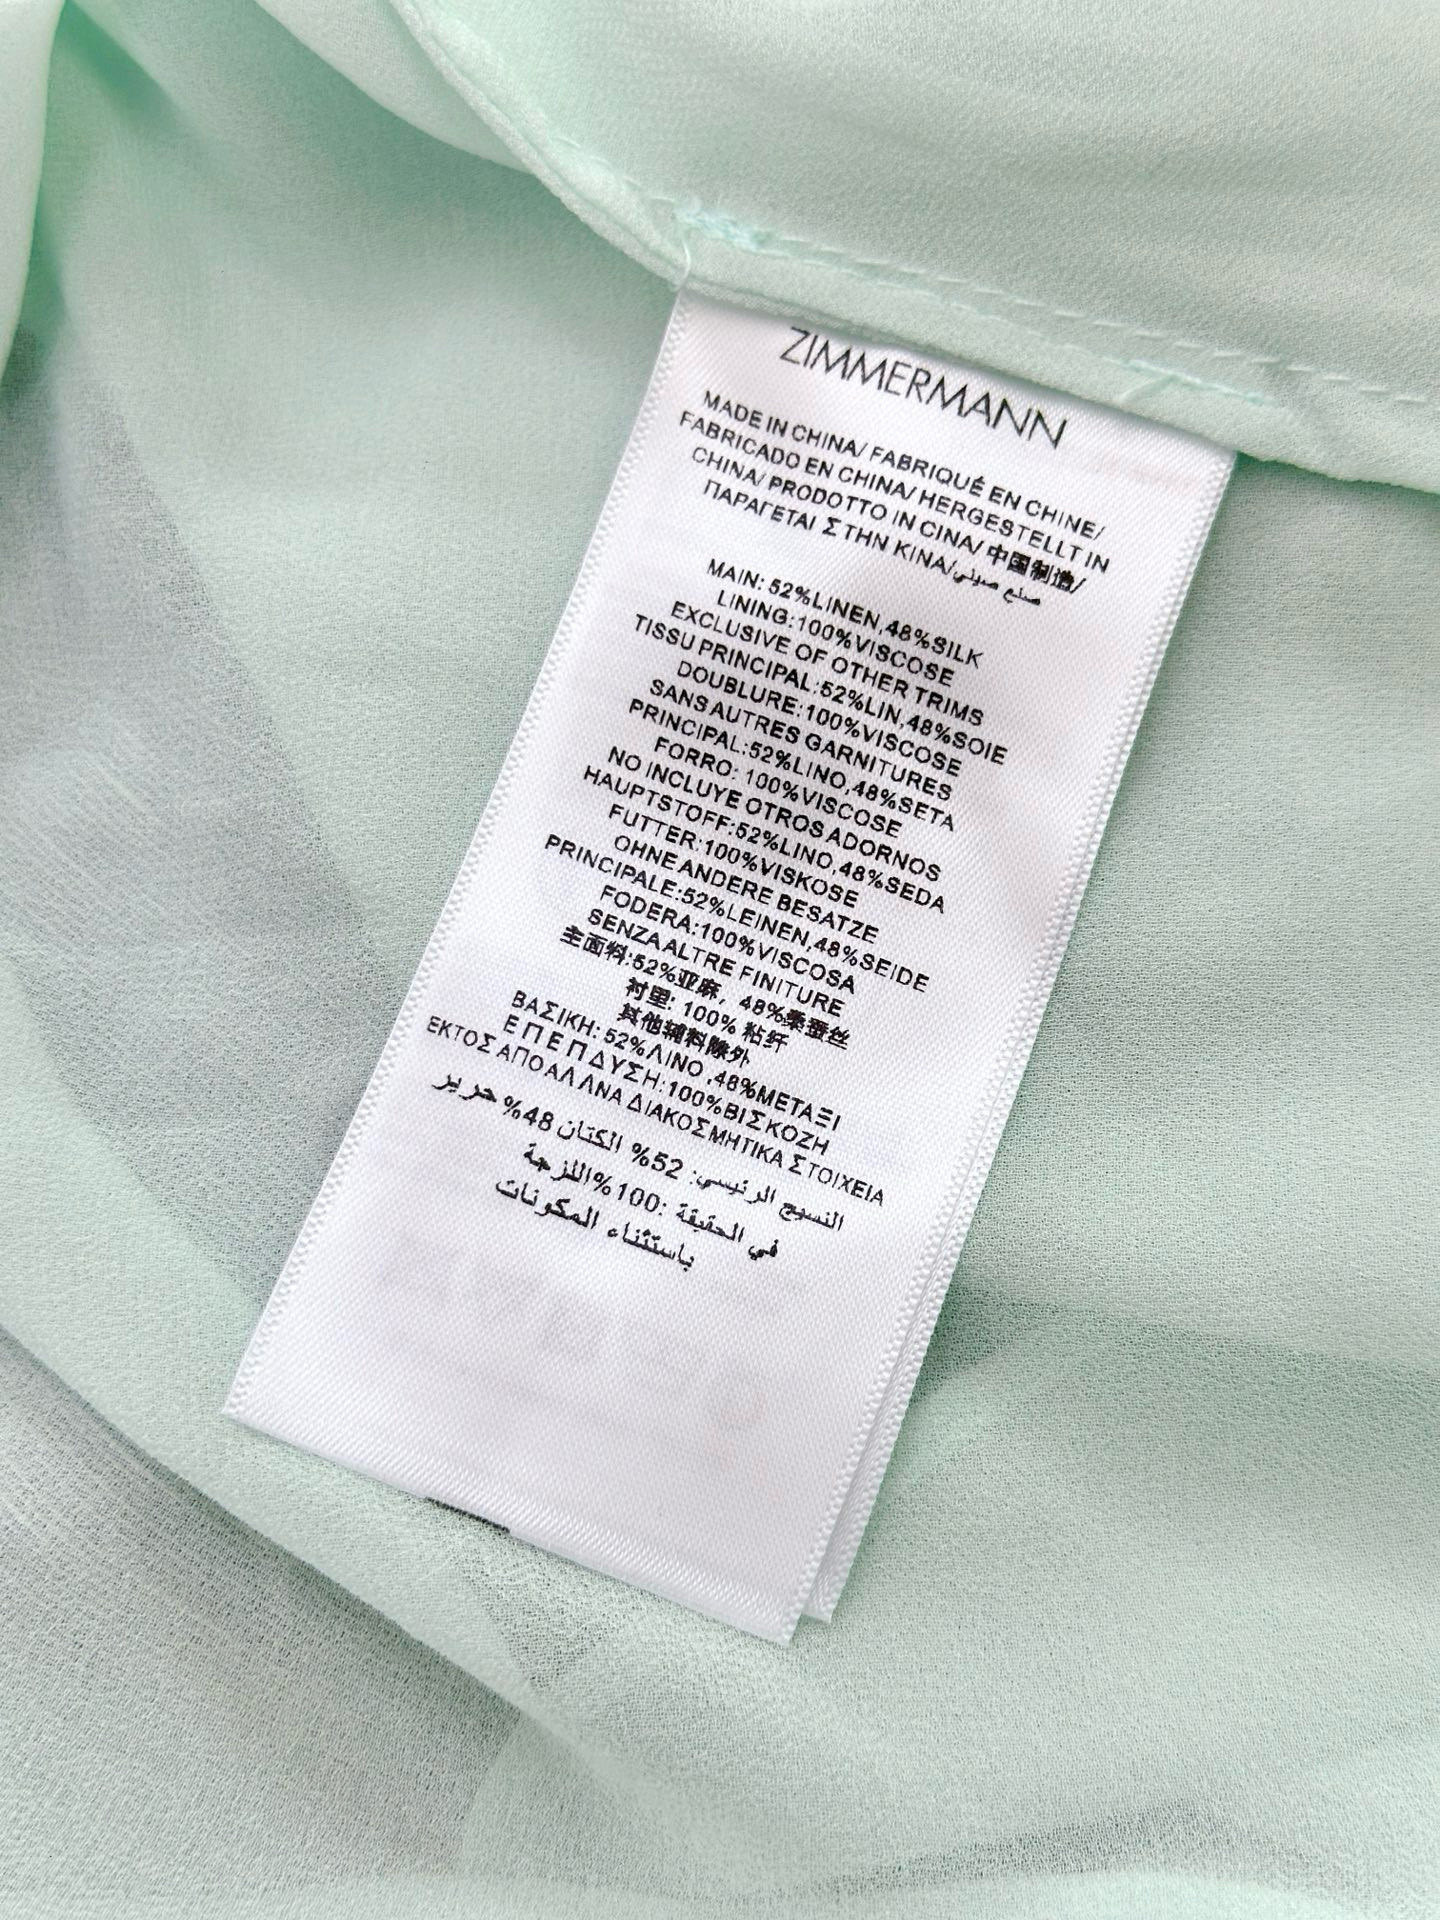 ZIMMERMANN
MADE IN CHINA/ FABRIQUÉ EN CHINE/
FABRICADO EN CHINA/ HERGESTELLT IN
CHINA/ PRODOTTO IN CINA/ 中国制造/
ΠΑΡΑΓΕΤΑΙ ΣΤΗΝ ΚΙΝΑ/صنع صيني
MAIN: 52%LINEN,48%SILK
LINING:100%VISCOSE
EXCLUSIVE OF OTHER TRIMS
TISSU PRINCIPAL:52%LIN,48%SOIE
DOUBLURE:100%VISCOSE
SANS AUTRES GARNITURES
PRINCIPAL:52%LINO,48%SETA
FORRO: 100%VISCOSE
NO INCLUYE OTROS ADORNOS
HAUPTSTOFF:52%LINO,48%SEDA
FUTTER:100%VISKOSE
OHNE ANDERE BESATZE
PRINCIPALE:52%LEINEN,48%SEIDE
FODERA:100%VISCOSA
SENZA ALTRE FINITURE
主面料:52%亚麻, 48%桑蚕丝
衬里: 100% 粘纤
其他辅料除外
ΒΑΣΙΚΗ: 52%ΛΙΝΟ ,48%ΜΕΤΑΞΙ
ΕΠΕΠΔΥΣΗ:100%ΒΙΣΚΟΖΗ
ΕΚΤΟΣ ΑΠΟ ΑΛΛΝΑ ΔΙΑΚΟΣΜΗΤΙΚΑ ΣΤΟΙΧΕΙΑ
النسيج الرئيسي: 52% الكتان 48% حرير
في الحقيقة :100%اللزجة
باستثناء المكونات